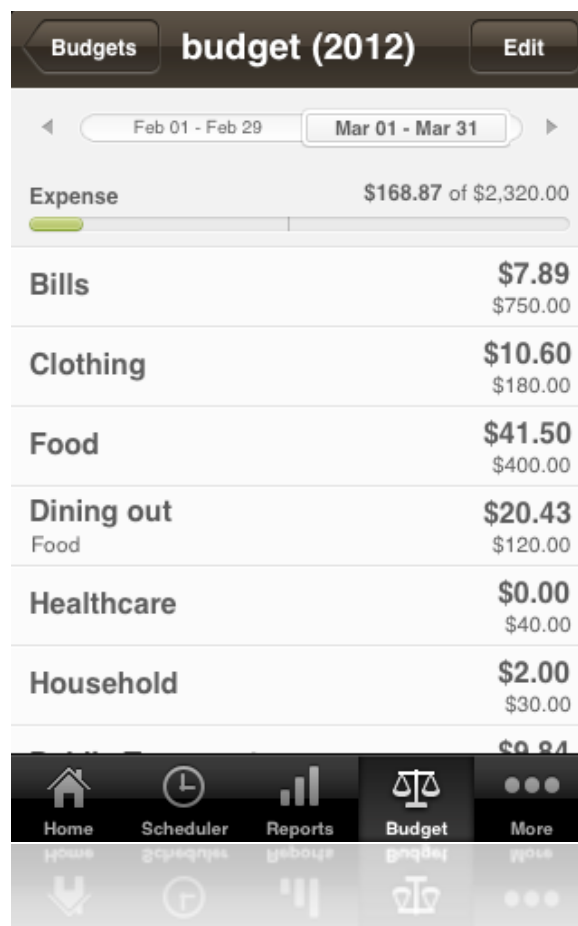 Budgets budget (2012) Edit
Feb 01 - Feb 29 Mar 01 - Mar 31
Expense $168.87 of $2,320.00
Bills $7.89
$750.00
Clothing $10.60
$180.00
Food $41.50
$400.00
Dining out $20.43
Food $120.00
Healthcare $0.00
$40.00
Household $2.00
$30.00
$9.84
Home Scheduler Reports Budget More